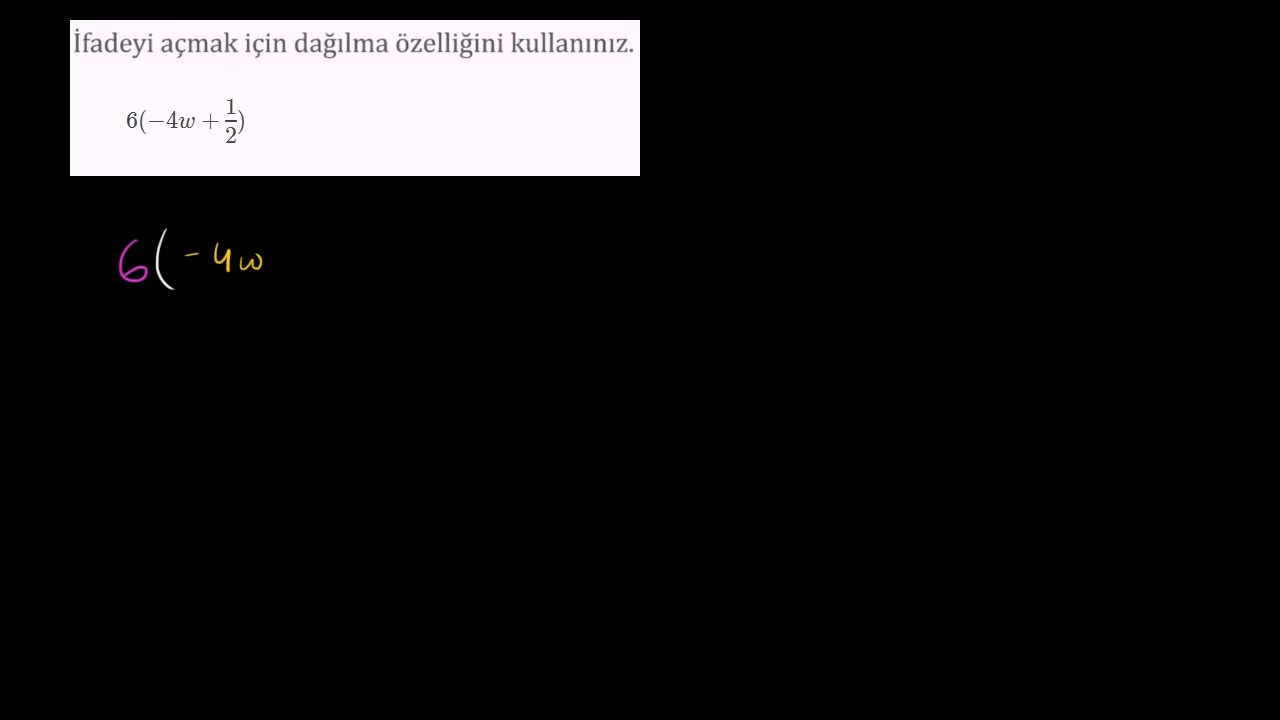 İfadeyi açmak için dağılma özelliğini kullanınız.
6(−4w + 1/2)
6(-4w